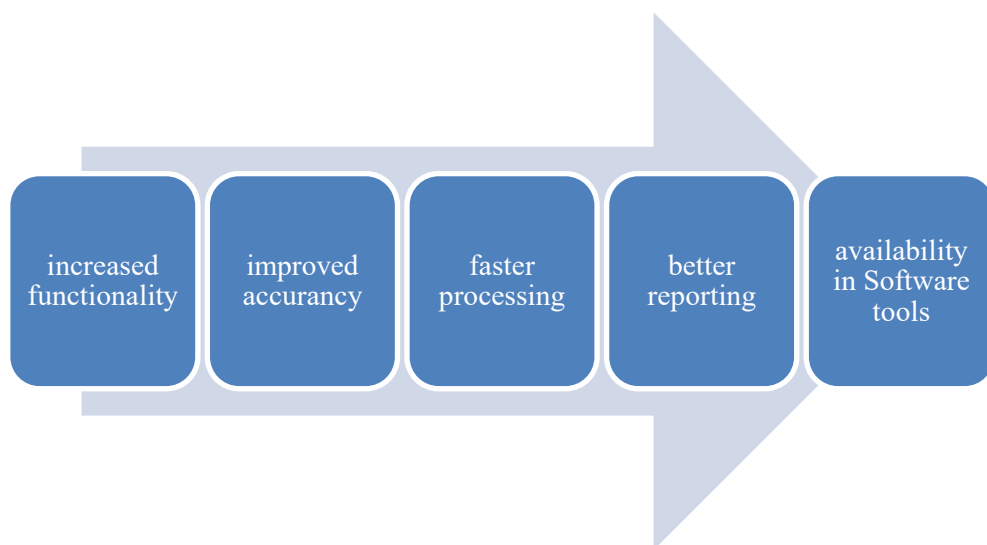 increased
functionality
improved
accurancy
faster
processing
better
reporting
availability
in Software
tools